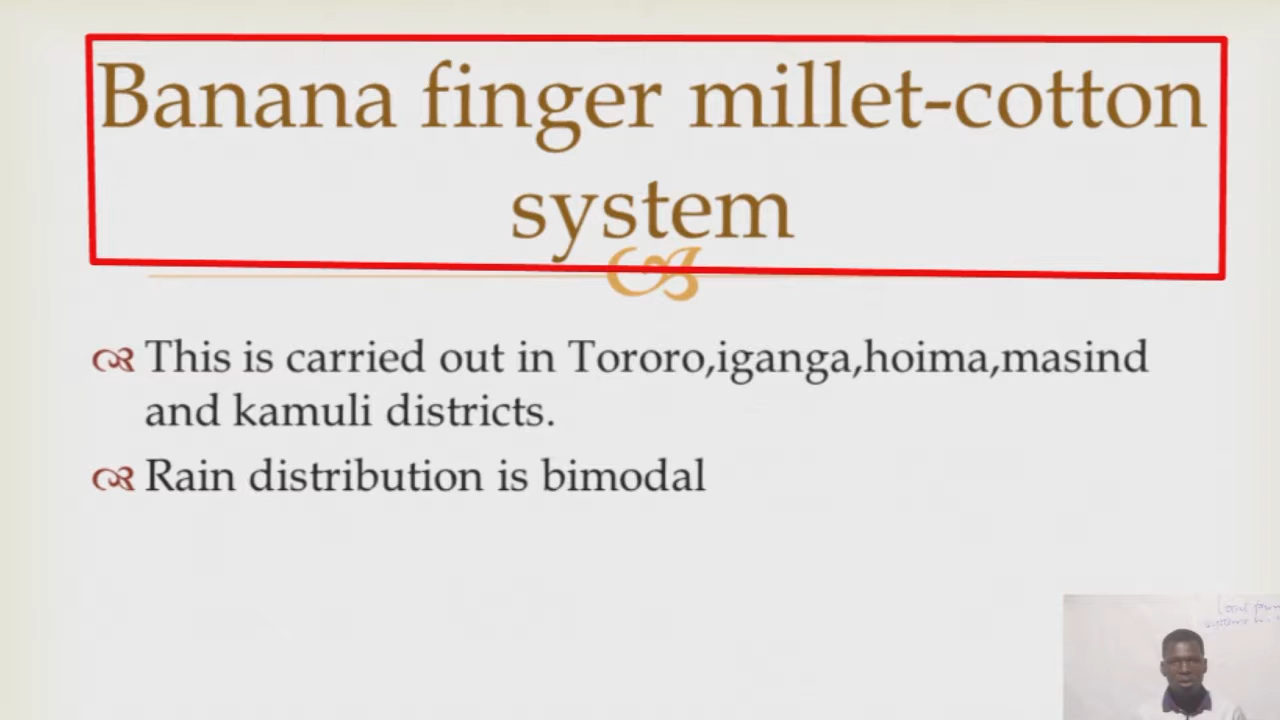 Banana finger millet-cotton
system
This is carried out in Tororo,iganga,hoima,masind
and kamuli districts.
Rain distribution is bimodal